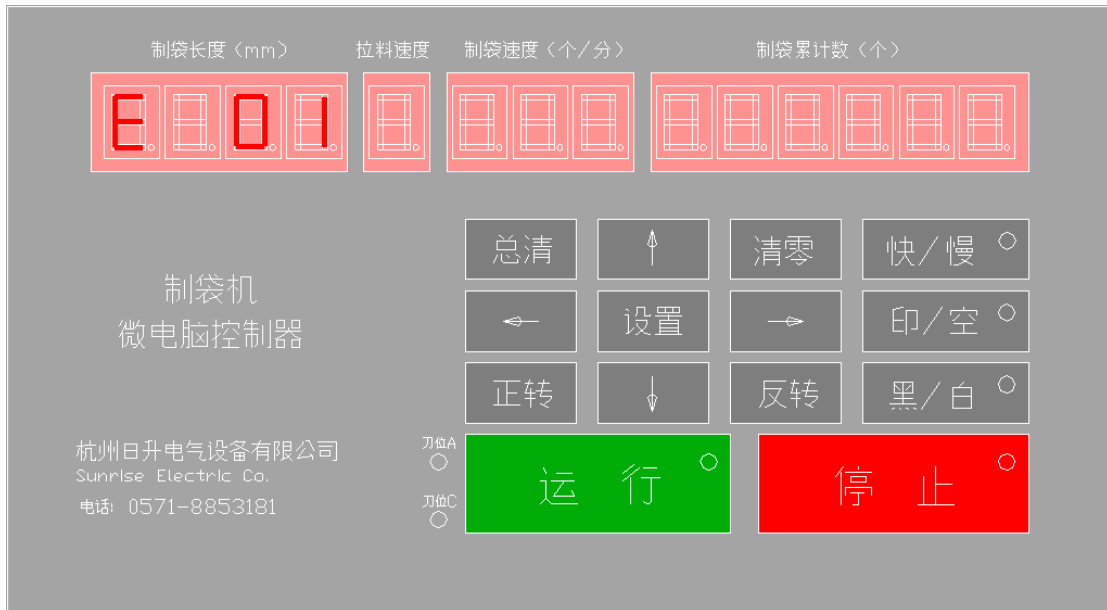 制袋长度（mm） 拉料速度 制袋速度（个/分） 制袋累计数（个）
E 01
总清 ↑ 清零 快/慢
制袋机
← 设置 → 印/空
微电脑控制器
正转 ↓ 反转 黑/白
杭州日升电气设备有限公司
Sunrise Electric Co.
电话: 0571-8853181
刀位A
刀位C
运行 停止